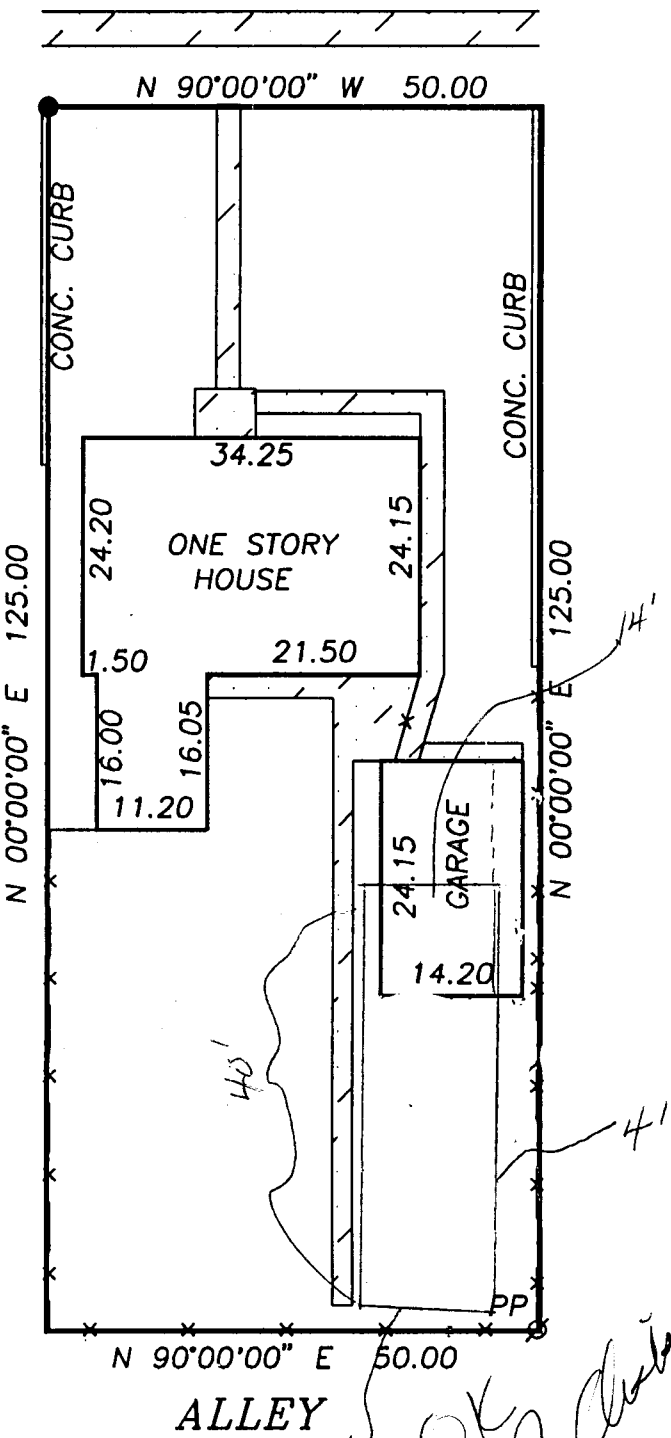 N 90°00'00" W 50.00
CONC. CURB
CONC. CURB
34.25
24.20
ONE STORY
HOUSE
24.15
1.50
21.50
16.00
16.05
11.20
N 00°00'00" E 125.00
N 00°00'00" E 125.00
14'
24.15
GARAGE
14.20
40'
4'
PP
N 90°00'00" E 50.00
ALLEY
OK